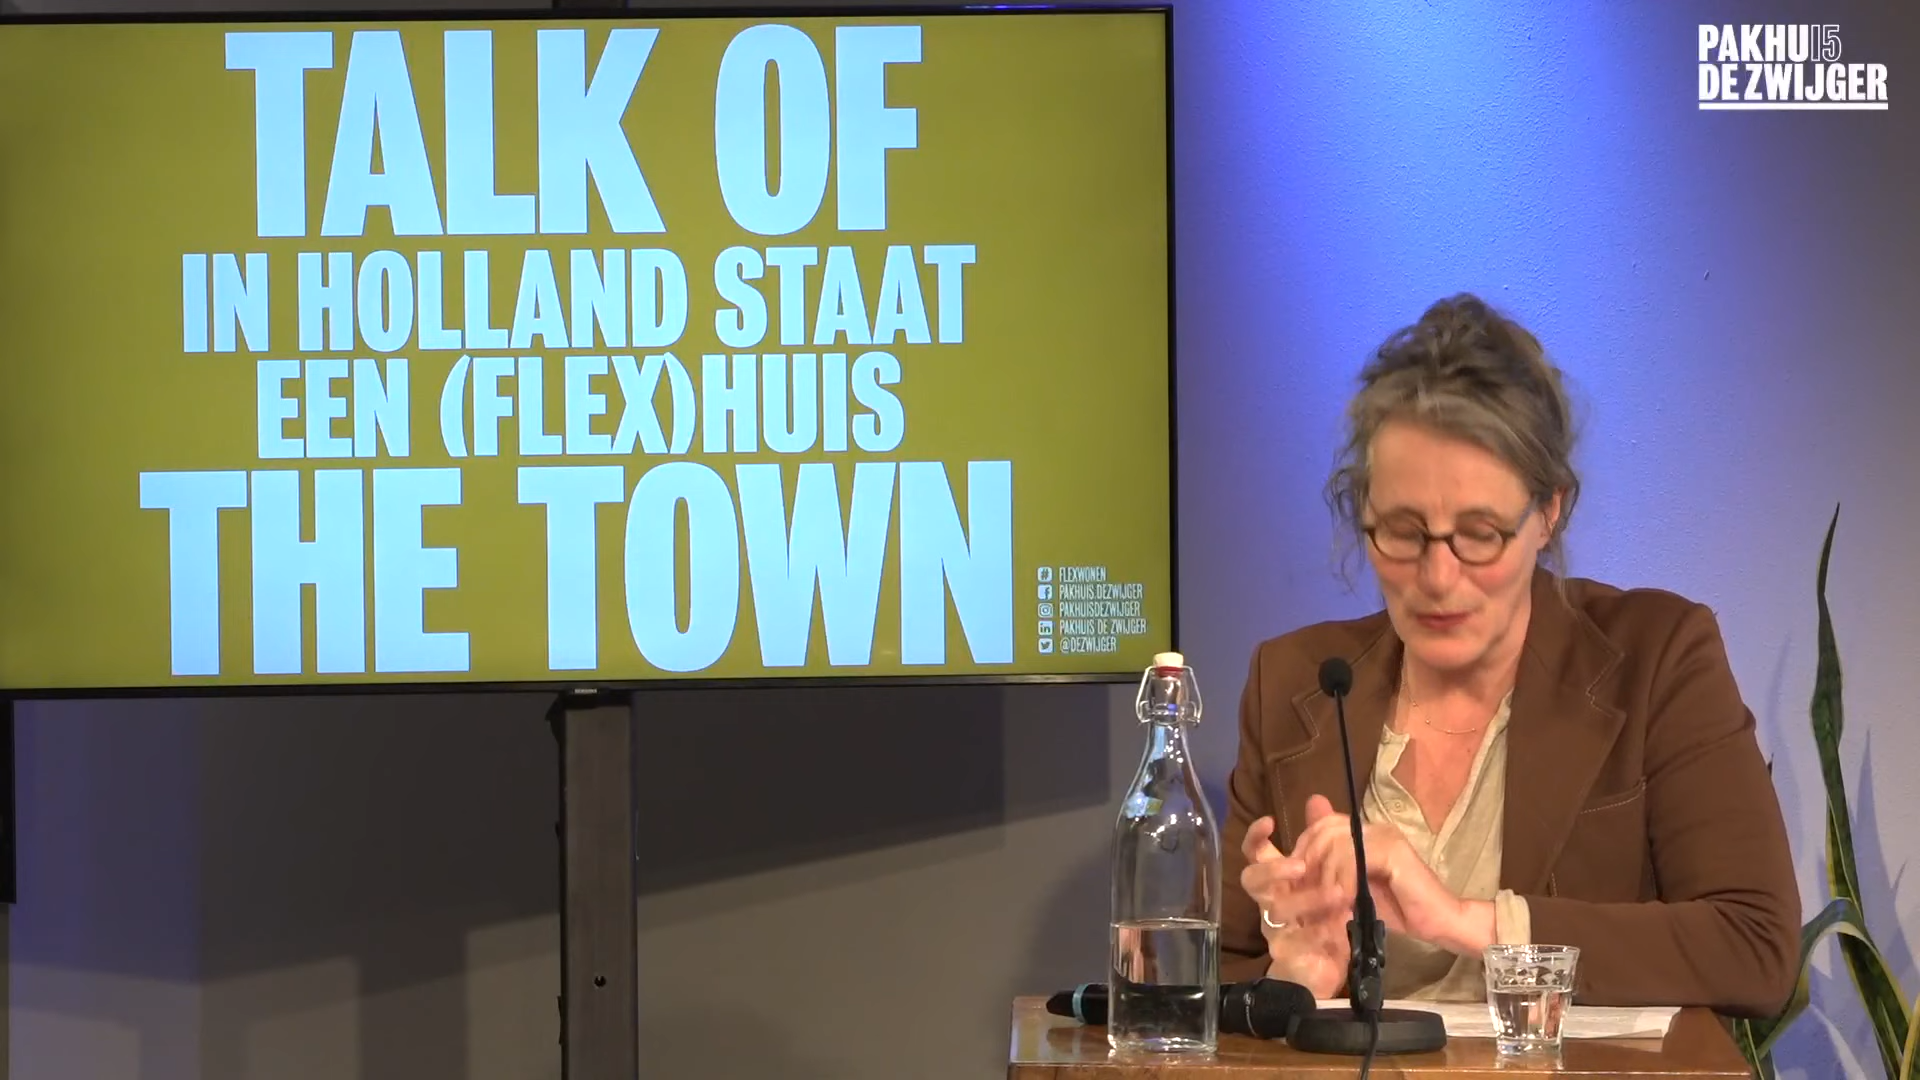 TALK OF
IN HOLLAND STAAT
EEN (FLEX)HUIS
THE TOWN
# FLEXWONEN
PAKHUIS.DEZWIJGER
PAKHUISDEZWIJGER
PAKHUIS DE ZWIJGER
@DEZWIJGER
PAKHU15
DE ZWIJGER